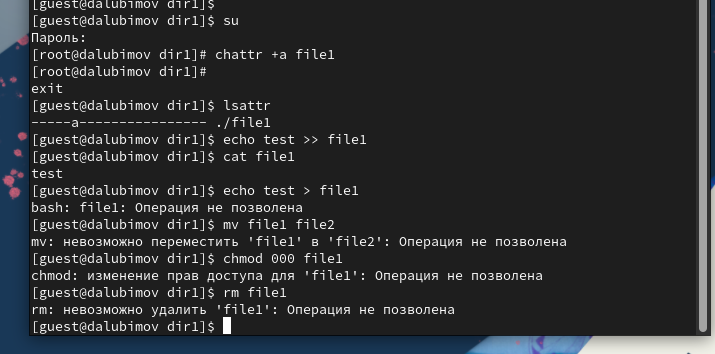 [guest@dalubimov dir1]$
[guest@dalubimov dir1]$ su
Пароль:
[root@dalubimov dir1]# chattr +a file1
[root@dalubimov dir1]#
exit
[guest@dalubimov dir1]$ lsattr
-----a---------------- ./file1
[guest@dalubimov dir1]$ echo test >> file1
[guest@dalubimov dir1]$ cat file1
test
[guest@dalubimov dir1]$ echo test > file1
bash: file1: Операция не позволена
[guest@dalubimov dir1]$ mv file1 file2
mv: невозможно переместить 'file1' в 'file2': Операция не позволена
[guest@dalubimov dir1]$ chmod 000 file1
chmod: изменение прав доступа для 'file1': Операция не позволена
[guest@dalubimov dir1]$ rm file1
rm: невозможно удалить 'file1': Операция не позволена
[guest@dalubimov dir1]$